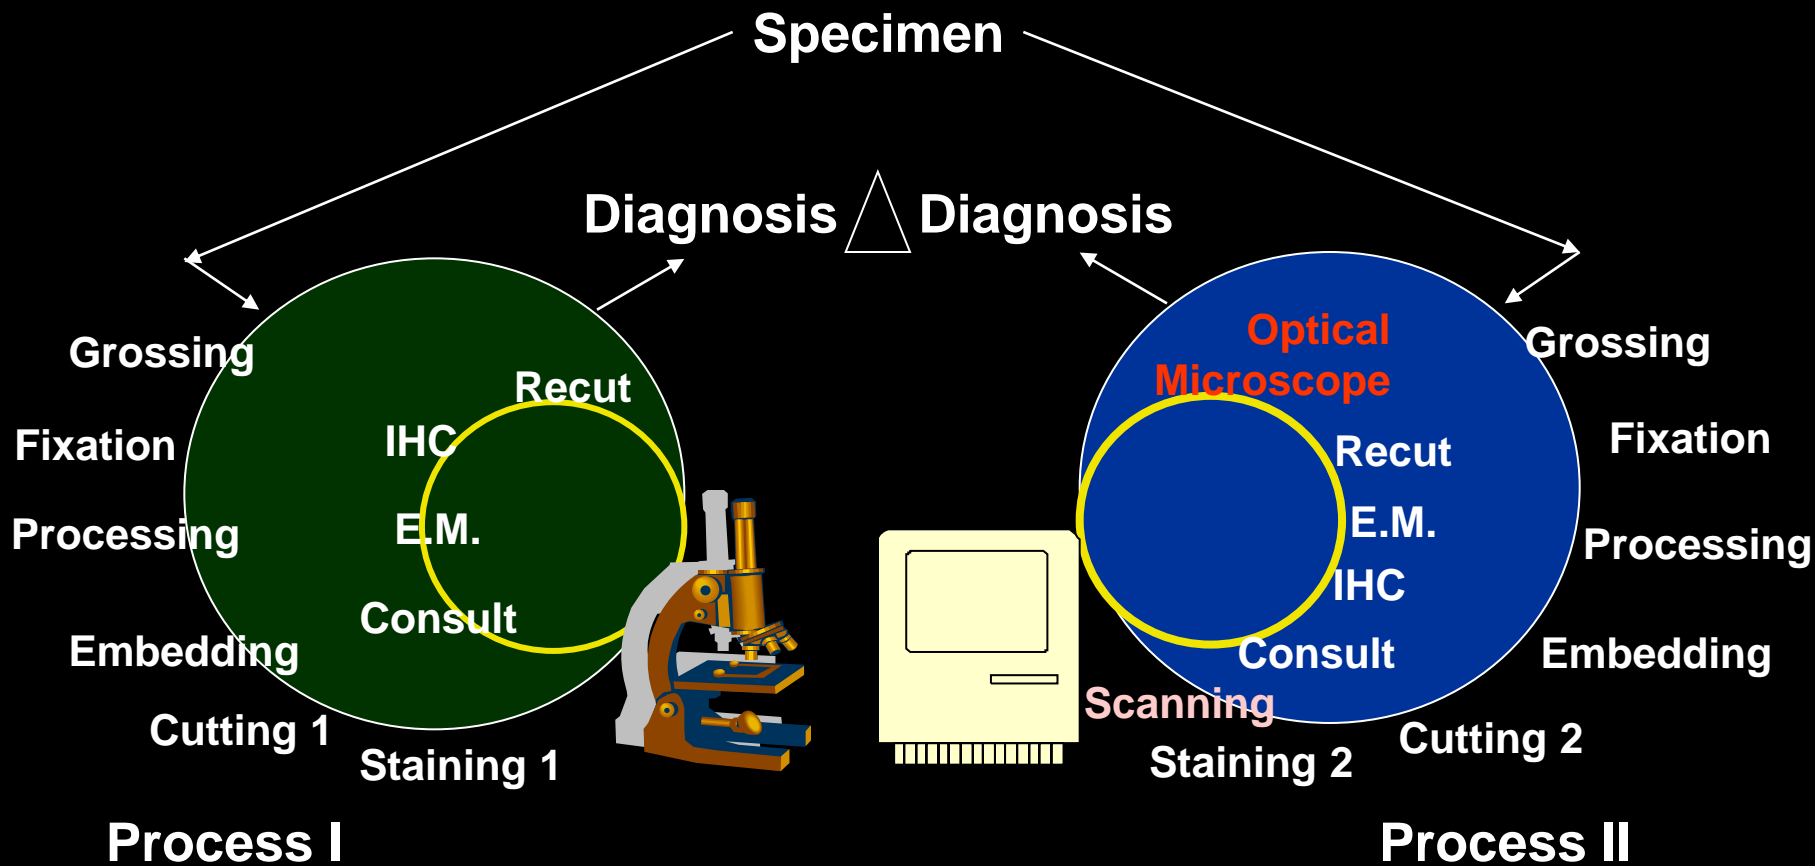 Specimen
Diagnosis
Diagnosis
Grossing
Fixation
Processing
Embedding
Cutting 1
Staining 1
Recut
IHC
E.M.
Consult
Process I
Optical
Microscope
Recut
E.M.
IHC
Consult
Grossing
Fixation
Processing
Embedding
Cutting 2
Staining 2
Scanning
Process II